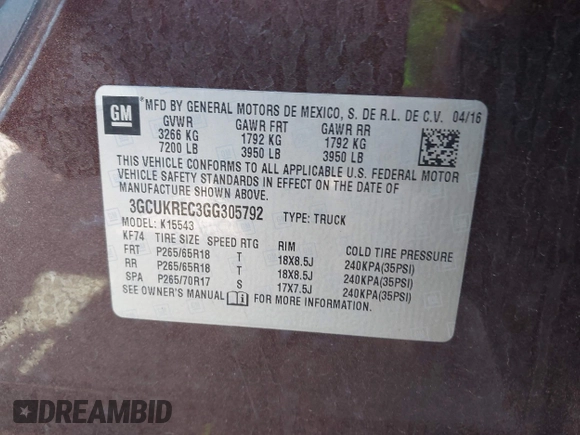 GM
MFD BY GENERAL MOTORS DE MEXICO, S. DE R.L. DE C.V. 04/16
GVWR GAWR FRT GAWR RR
3266 KG 1792 KG 1792 KG
7200 LB 3950 LB 3950 LB
THIS VEHICLE CONFORMS TO ALL APPLICABLE U.S. FEDERAL MOTOR
VEHICLE SAFETY STANDARDS IN EFFECT ON THE DATE OF
MANUFACTURE SHOWN ABOVE.
3GCUKREC3GG305792 TYPE: TRUCK
MODEL: K15543
KF74 TIRE SIZE SPEED RTG RIM COLD TIRE PRESSURE
FRT P265/65R18 T 18X8.5J 240KPA(35PSI)
RR P265/65R18 T 18X8.5J 240KPA(35PSI)
SPA P265/70R17 S 17X7.5J 240KPA(35PSI)
SEE OWNER'S MANUAL FOR MORE INFORMATION.
DREAMBID